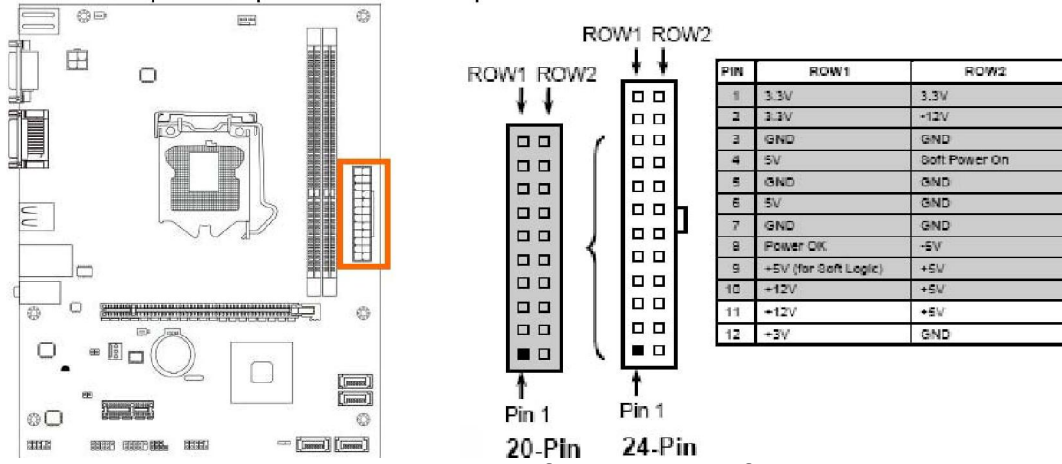 ROW1 ROW2
ROW1 ROW2
Pin 1
Pin 1
20-Pin
24-Pin
PIN ROW1 ROW2
1 3.3V 3.3V
2 3.3V -12V
3 GND GND
4 5V Soft Power On
5 GND GND
6 5V GND
7 GND GND
8 Power OK -5V
9 +5V (for Soft Logic) +5V
10 +12V +5V
11 +12V +5V
12 +3V GND